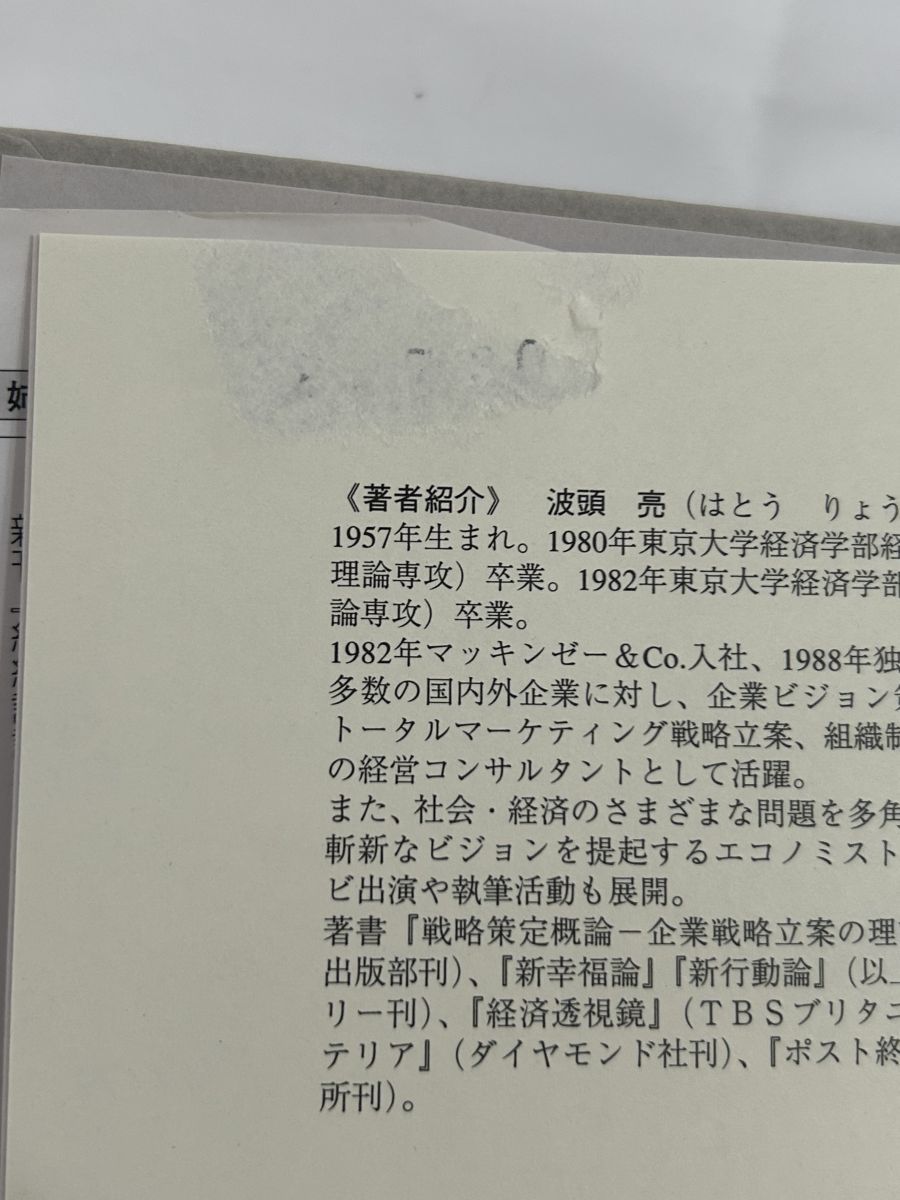 《著者紹介》 波頭 亮（はとう りょう
1957年生まれ。1980年東京大学経済学部経
理論専攻）卒業。1982年東京大学経済学部
論専攻）卒業。
1982年マッキンゼー＆Co.入社、1988年独
多数の国内外企業に対し、企業ビジョン策
トータルマーケティング戦略立案、組織制
の経営コンサルタントとして活躍。
また、社会・経済のさまざまな問題を多角
斬新なビジョンを提起するエコノミスト
ビ出演や執筆活動も展開。
著書『戦略策定概論－企業戦略立案の理
出版部刊）、『新幸福論』『新行動論』（以上
リー刊）、『経済透視鏡』（ＴＢＳブリタニ
テリア』（ダイヤモンド社刊）、『ポスト終
所刊）。